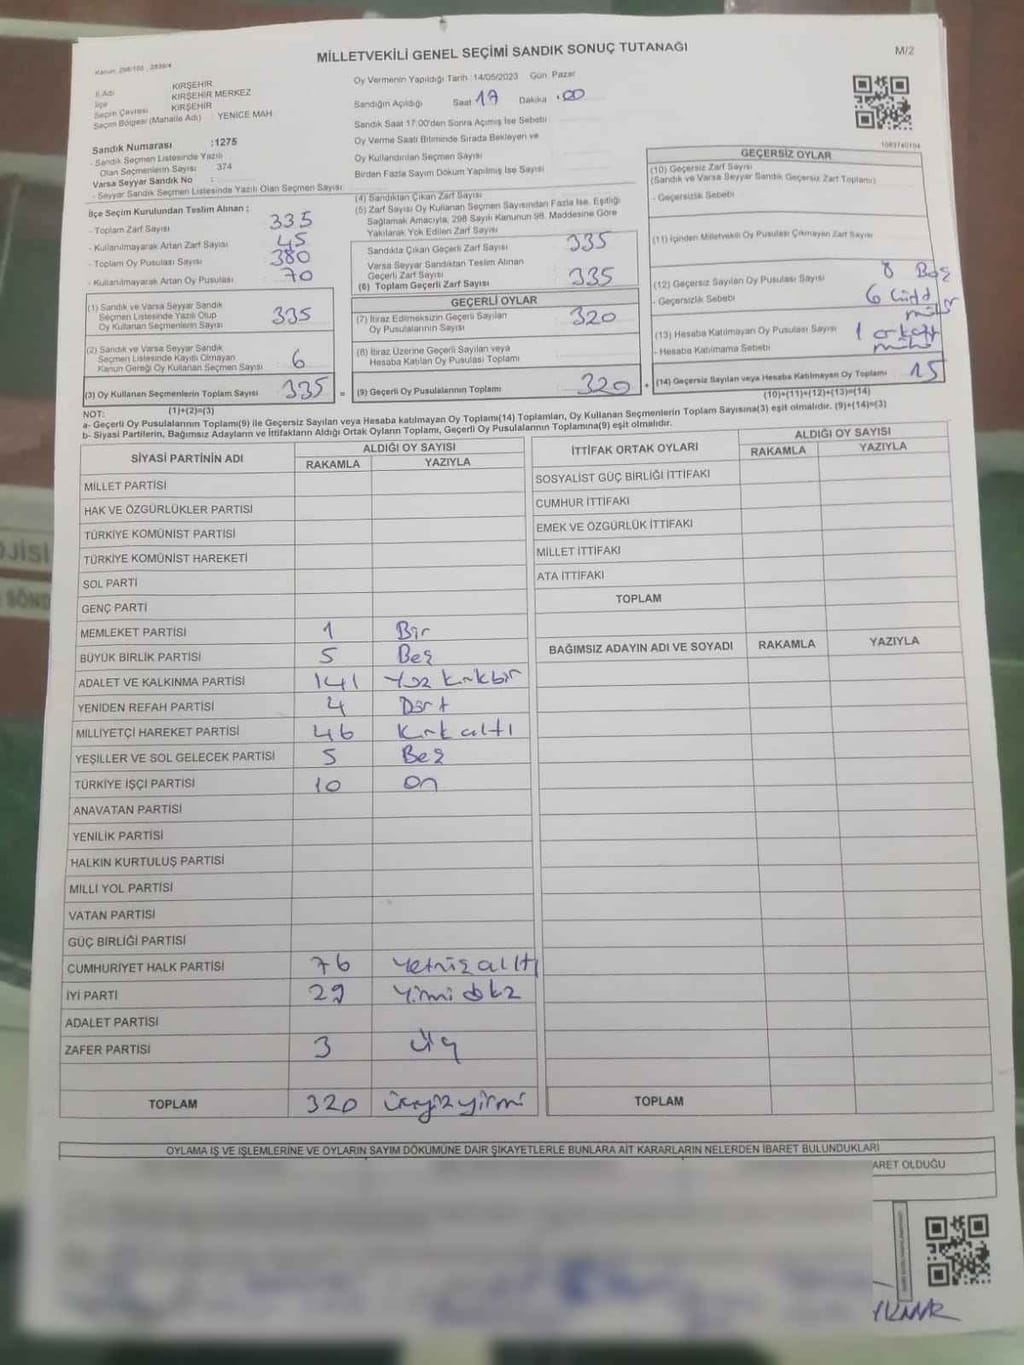 MİLLETVEKİLİ GENEL SEÇİMİ SANDIK SONUÇ TUTANAĞI
M/2
Kanun: 298/105 , 2839/4
İl Adı KIRŞEHİR
İlçe KIRŞEHİR MERKEZ
Seçim Çevresi KIRŞEHİR
Seçim Bölgesi (Mahalle Adı) : YENİCE MAH
Sandık Numarası :1275
- Sandık Seçmen Listesinde Yazılı
Olan Seçmenlerin Sayısı 374
Varsa Seyyar Sandık No :
- Seyyar Sandık Seçmen Listesinde Yazılı Olan Seçmen Sayısı
Oy Vermenin Yapıldığı Tarih :14/05/2023 Gün Pazar
Sandığın Açıldığı Saat 17 Dakika :00
Sandık Saat 17:00'den Sonra Açılmış İse Sebebi
Oy Verme Saati Bitiminde Sırada Bekleyen ve
Oy Kullandırılan Seçmen Sayısı
Birden Fazla Sayım Döküm Yapılmış İse Sayısı
1083740104
İlçe Seçim Kurulundan Teslim Alınan :
- Toplam Zarf Sayısı 335
- Kullanılmayarak Artan Zarf Sayısı 45
- Toplam Oy Pusulası Sayısı 380
- Kullanılmayarak Artan Oy Pusulası 70
(1) Sandık ve Varsa Seyyar Sandık
Seçmen Listesinde Yazılı Olup
Oy Kullanan Seçmenlerin Sayısı 335
(2) Sandık ve Varsa Seyyar Sandık
Seçmen Listesinde Kayıtlı Olmayan
Kanun Gereği Oy Kullanan Seçmen Sayısı 6
(3) Oy Kullanan Seçmenlerin Toplam Sayısı 335 =
(1)+(2)=(3)
(4) Sandıktan Çıkan Zarf Sayısı
(5) Zarf Sayısı Oy Kullanan Seçmen Sayısından Fazla İse, Eşitliği
Sağlamak Amacıyla, 298 Sayılı Kanunun 98. Maddesine Göre
Yakılarak Yok Edilen Zarf Sayısı
Sandıkta Çıkan Geçerli Zarf Sayısı 335
Varsa Seyyar Sandıktan Teslim Alınan
Geçerli Zarf Sayısı
(6) Toplam Geçerli Zarf Sayısı 335
GEÇERLİ OYLAR
(7) İtiraz Edilmeksizin Geçerli Sayılan
Oy Pusulalarının Sayısı 320
(8) İtiraz Üzerine Geçerli Sayılan veya
Hesaba Katılan Oy Pusulası Toplamı
(9) Geçerli Oy Pusulalarının Toplamı 320 +
GEÇERSİZ OYLAR
(10) Geçersiz Zarf Sayısı
(Sandık ve Varsa Seyyar Sandık Geçersiz Zarf Toplamı)
- Geçersizlik Sebebi
(11) İçinden Milletvekili Oy Pusulası Çıkmayan Zarf Sayısı
(12) Geçersiz Sayılan Oy Pusulası Sayısı 8 Boş
- Geçersizlik Sebebi 6
(13) Hesaba Katılmayan Oy Pusulası Sayısı 1
- Hesaba Katılmama Sebebi
(14) Geçersiz Sayılan veya Hesaba Katılmayan Oy Toplamı 15
(10)+(11)+(12)+(13)=(14)
NOT:
a- Geçerli Oy Pusulasının Toplamı(9) ile Geçersiz Sayılan veya Hesaba katılmayan Oy Toplamı(14) Toplamları, Oy Kullanan Seçmenlerin Toplam Sayısına(3) eşit olmalıdır. (9)+(14)=(3)
b- Siyasi Partilerin, Bağımsız Adayların ve İttifakların Aldığı Ortak Oyların Toplamı, Geçerli Oy Pusulalarının Toplamına(9) eşit olmalıdır.
SİYASİ PARTİNİN ADI ALDIĞI OY SAYISI
RAKAMLA YAZIYLA
MİLLET PARTİSİ
HAK VE ÖZGÜRLÜKLER PARTİSİ
TÜRKİYE KOMÜNİST PARTİSİ
TÜRKİYE KOMÜNİST HAREKETİ
SOL PARTİ
GENÇ PARTİ
MEMLEKET PARTİSİ 1 Bir
BÜYÜK BİRLİK PARTİSİ 5 Beş
ADALET VE KALKINMA PARTİSİ 141 Yüz kırkbir
YENİDEN REFAH PARTİSİ 4 Dört
MİLLİYETÇİ HAREKET PARTİSİ 46 Kırk altı
YEŞİLLER VE SOL GELECEK PARTİSİ 5 Beş
TÜRKİYE İŞÇİ PARTİSİ 10 on
ANAVATAN PARTİSİ
YENİLİK PARTİSİ
HALKIN KURTULUŞ PARTİSİ
MİLLİ YOL PARTİSİ
VATAN PARTİSİ
GÜÇ BİRLİĞİ PARTİSİ
CUMHURİYET HALK PARTİSİ 76 Yetmiş altı
İYİ PARTİ 29 Yirmi dokuz
ADALET PARTİSİ
ZAFER PARTİSİ 3 üç
TOPLAM 320 üçyüz yirmi
İTTİFAK ORTAK OYLARI ALDIĞI OY SAYISI
RAKAMLA YAZIYLA
SOSYALİST GÜÇ BİRLİĞİ İTTİFAKI
CUMHUR İTTİFAKI
EMEK VE ÖZGÜRLÜK İTTİFAKI
MİLLET İTTİFAKI
ATA İTTİFAKI
TOPLAM
BAĞIMSIZ ADAYIN ADI VE SOYADI RAKAMLA YAZIYLA
TOPLAM
OYLAMA İŞ VE İŞLEMLERİNE VE OYLARIN SAYIM DÖKÜMÜNE DAİR ŞİKAYETLERLE BUNLARA AİT KARARLARIN NELERDEN İBARET BULUNDUKLARI
ARET OLDUĞU